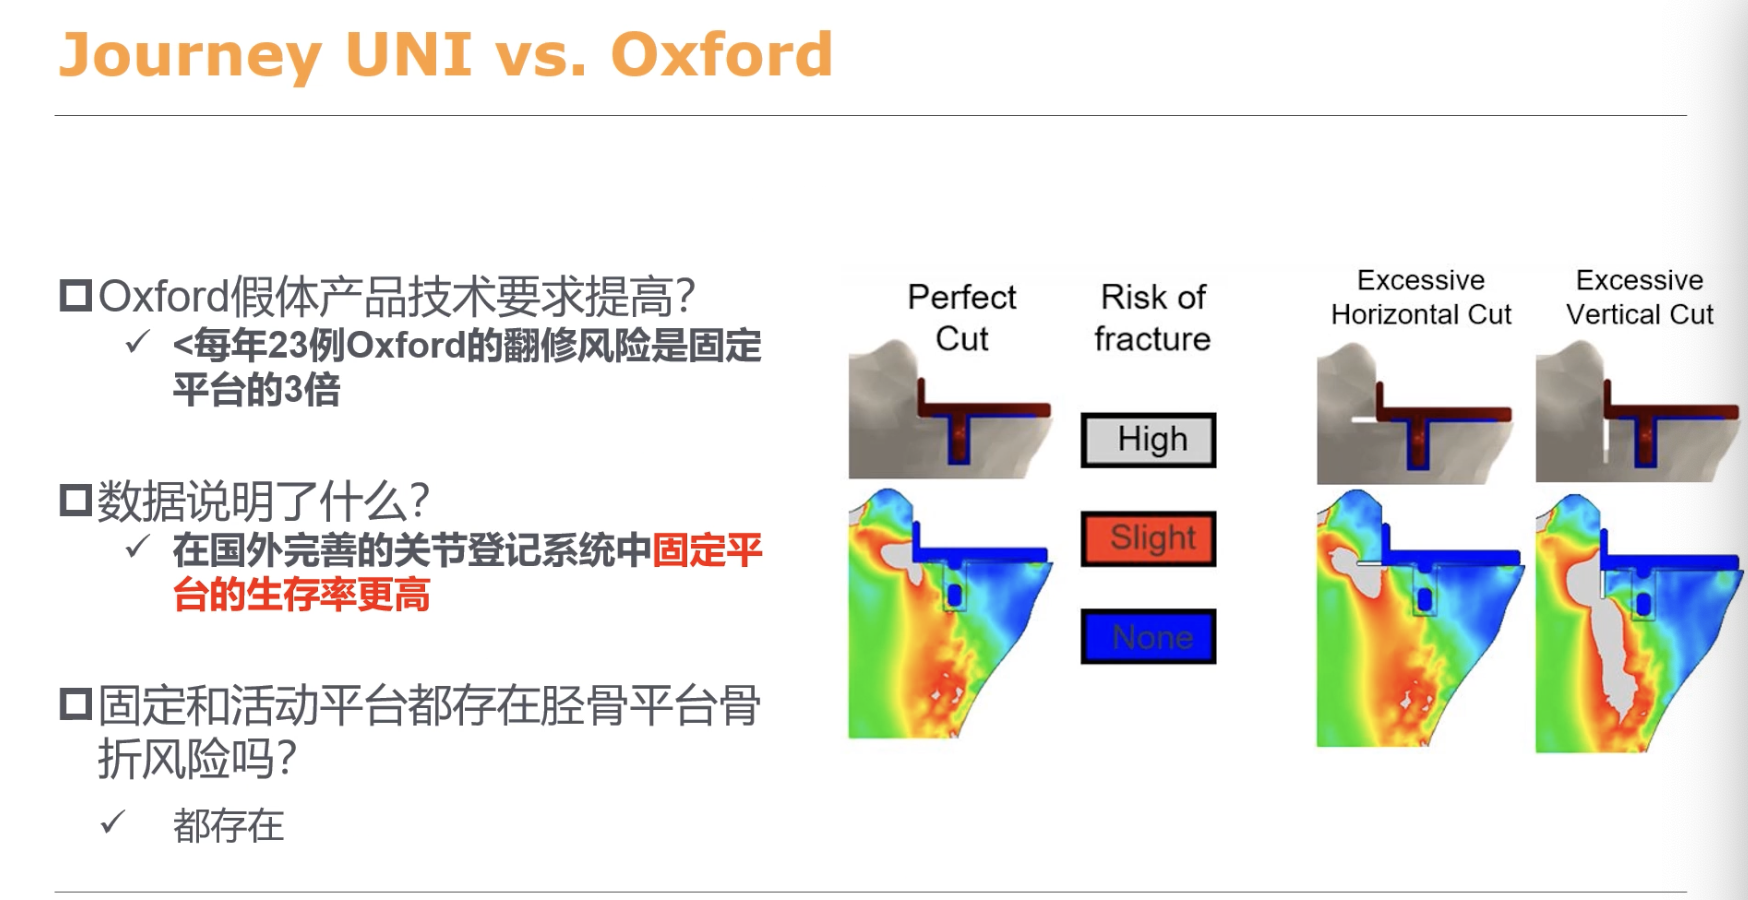 Journey UNI vs. Oxford
Oxford假体产品技术要求提高？
<每年23例Oxford的翻修风险是固定
平台的3倍
数据说明了什么？
在国外完善的关节登记系统中固定平
台的生存率更高
固定和活动平台都存在胫骨平台骨
折风险吗？
都存在
Perfect
Cut
Risk of
fracture
High
Slight
None
Excessive
Horizontal Cut
Excessive
Vertical Cut